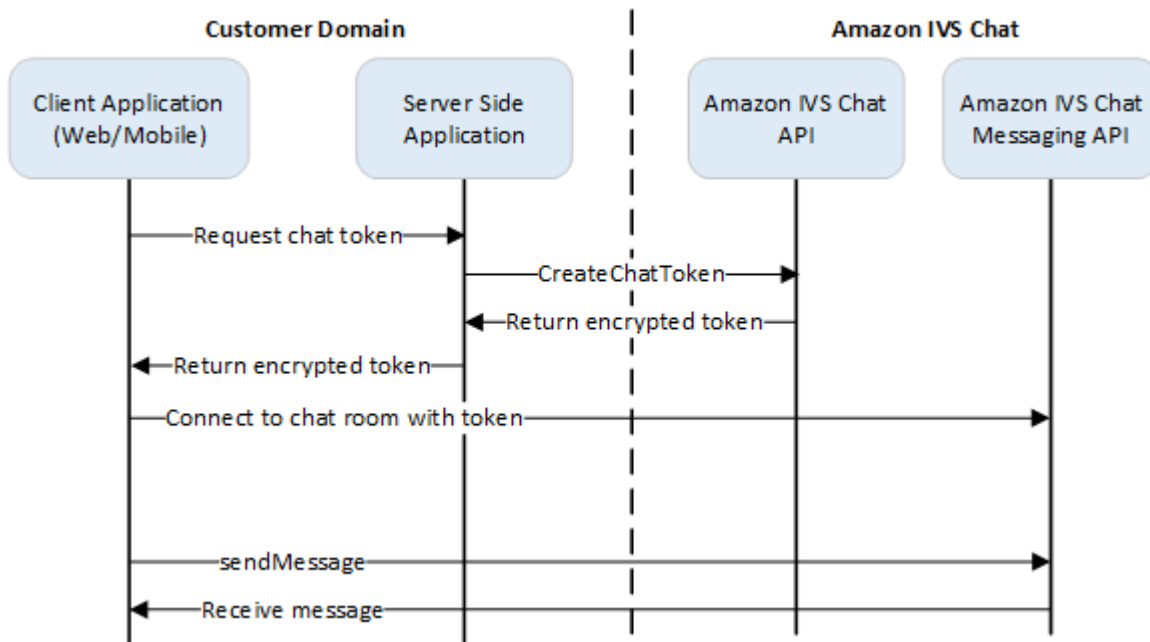 Customer Domain
Amazon IVS Chat
Client Application
(Web/Mobile)
Server Side
Application
Amazon IVS Chat
API
Amazon IVS Chat
Messaging API
Request chat token
CreateChatToken
Return encrypted token
Return encrypted token
Connect to chat room with token
sendMessage
Receive message